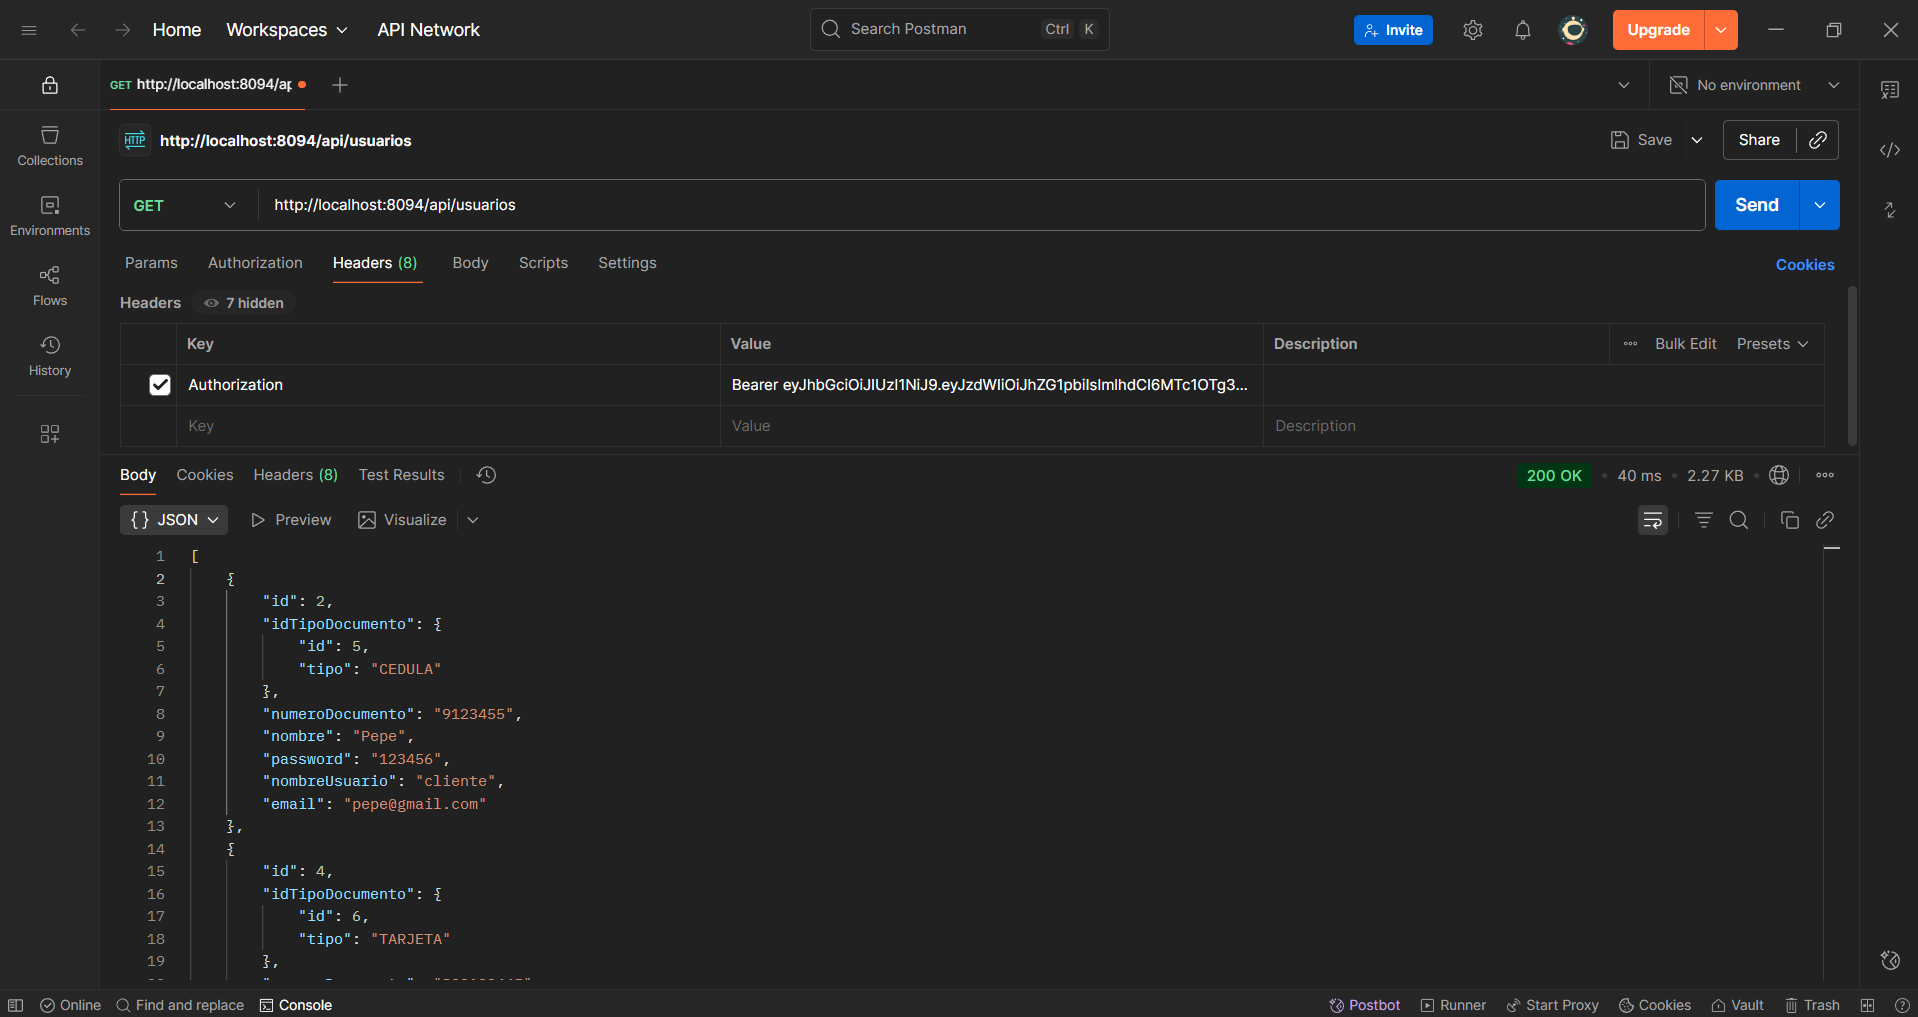 Home
Workspaces
API Network
Search Postman
Ctrl K
Invite
Upgrade
GET http://localhost:8094/ap
No environment
HTTP http://localhost:8094/api/usuarios
Save
Share
Collections
Environments
Flows
History
GET
http://localhost:8094/api/usuarios
Send
Params
Authorization
Headers (8)
Body
Scripts
Settings
Cookies
Headers
7 hidden
Key
Value
Description
Bulk Edit
Presets
Authorization
Bearer eyJhbGciOiJIUzI1NiJ9.eyJzdWIiOiJhZG1pbiIsImlhdCI6MTc1OTg3...
Key
Value
Description
Body
Cookies
Headers (8)
Test Results
200 OK
40 ms
2.27 KB
{} JSON
Preview
Visualize
1 [
2 {
3 "id": 2,
4 "idTipoDocumento": {
5 "id": 5,
6 "tipo": "CEDULA"
7 },
8 "numeroDocumento": "9123455",
9 "nombre": "Pepe",
10 "password": "123456",
11 "nombreUsuario": "cliente",
12 "email": "pepe@gmail.com"
13 },
14 {
15 "id": 4,
16 "idTipoDocumento": {
17 "id": 6,
18 "tipo": "TARJETA"
19 },
Online
Find and replace
Console
Postbot
Runner
Start Proxy
Cookies
Vault
Trash